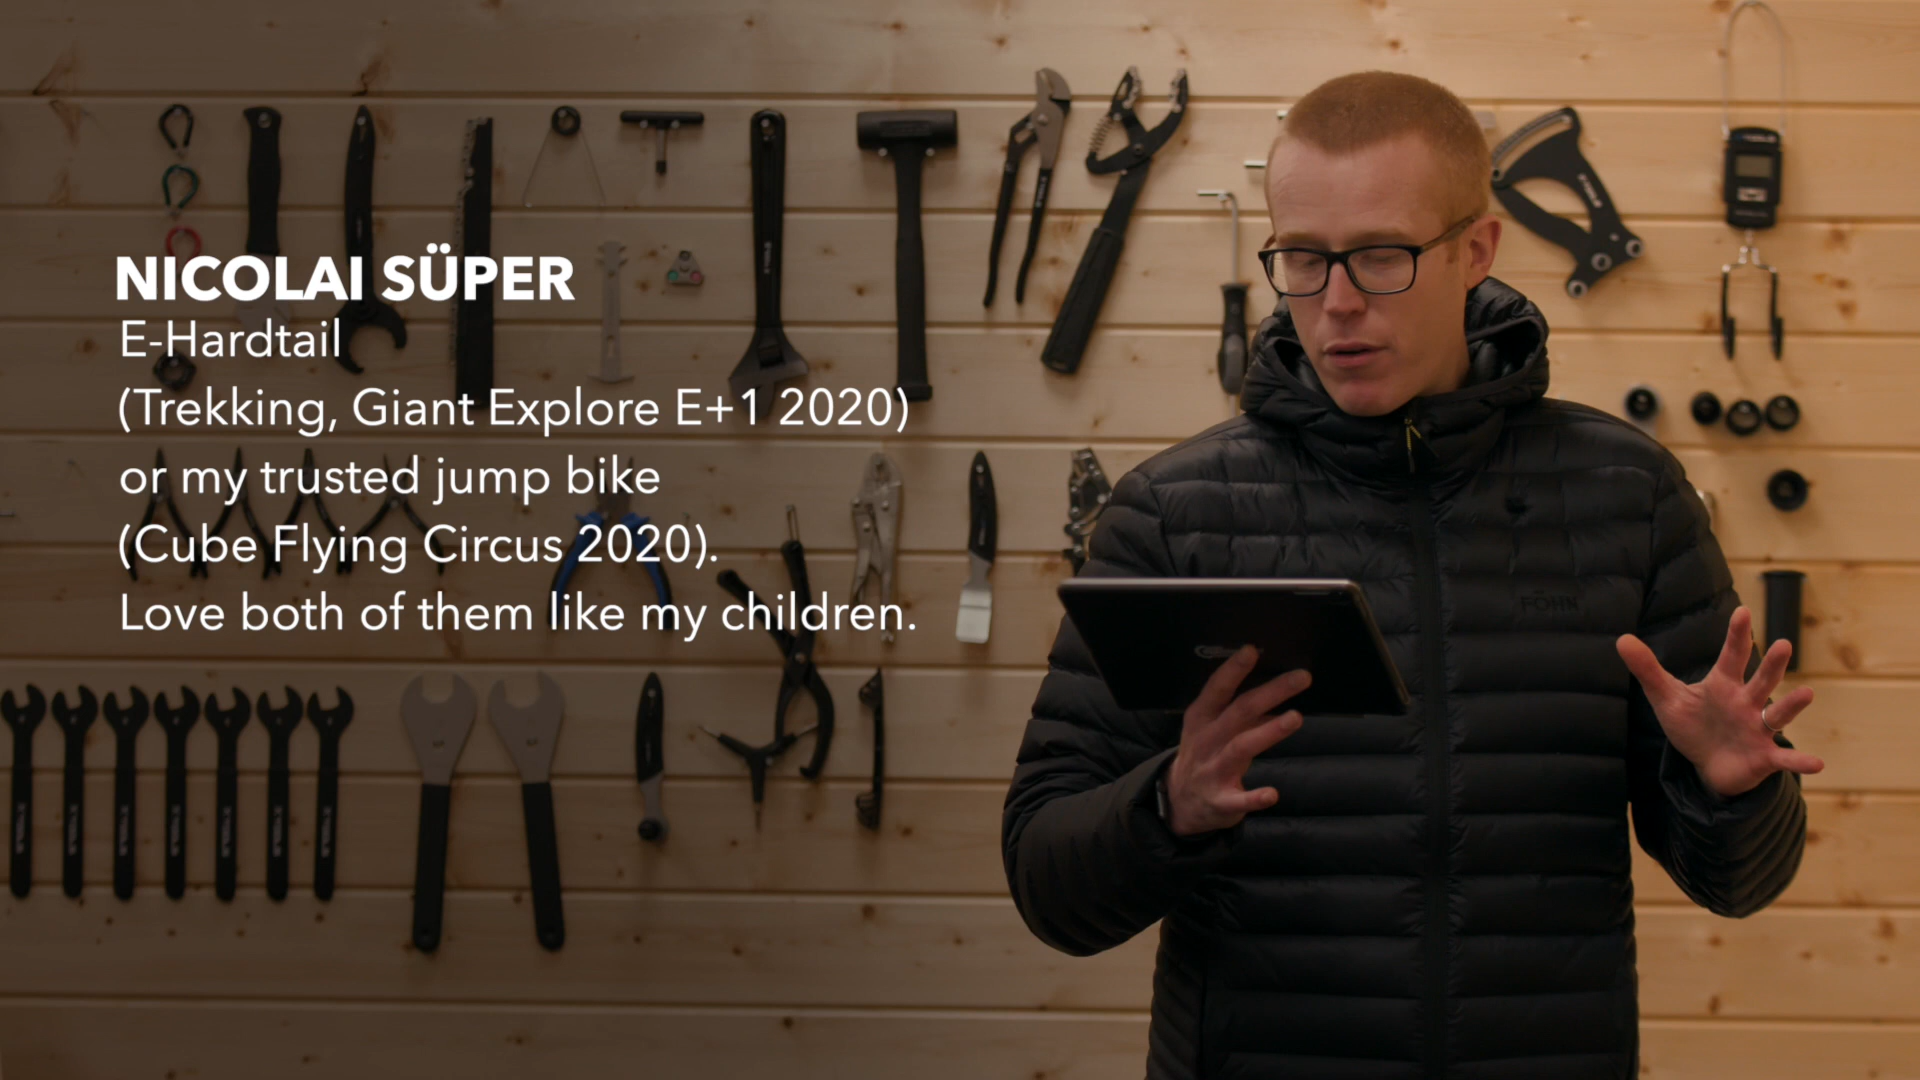 NICOLAI SÜPER
E-Hardtail
(Trekking, Giant Explore E+1 2020)
or my trusted jump bike
(Cube Flying Circus 2020).
Love both of them like my children.
FÖHN